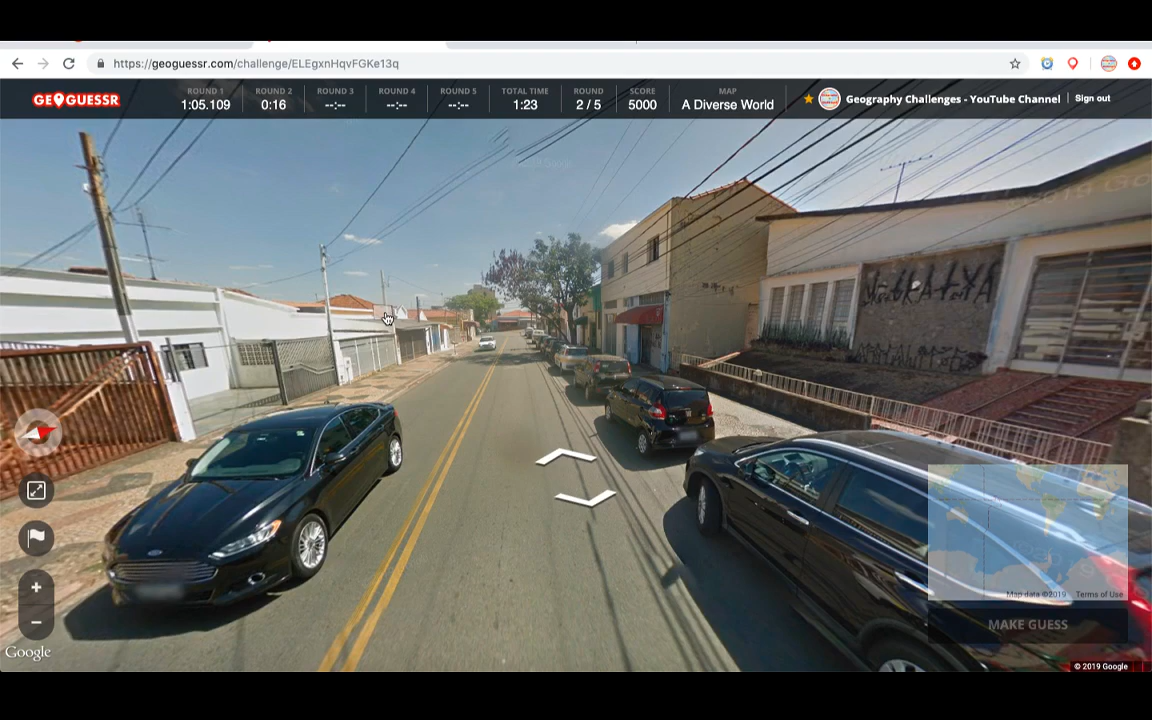 https://geoguessr.com/challenge/ELEgxnHqvFGKe13q
GEOGUESSR
ROUND 1
1:05.109
ROUND 2
0:16
ROUND 3
--:--
ROUND 4
--:--
ROUND 5
--:--
TOTAL TIME
1:23
ROUND
2 / 5
SCORE
5000
MAP
A Diverse World
Geography Challenges - YouTube Channel
Sign out
Map data ©2019
Terms of Use
MAKE GUESS
Google
© 2019 Google